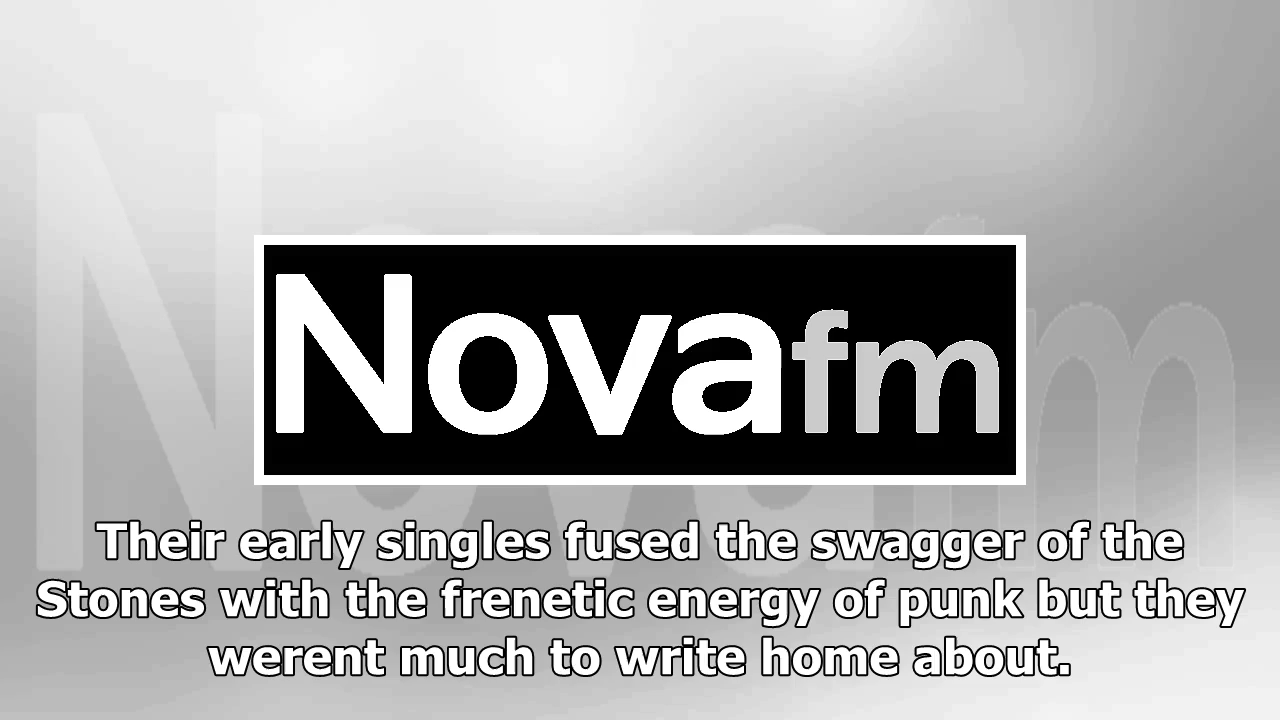 Novafm
Their early singles fused the swagger of the
Stones with the frenetic energy of punk but they
werent much to write home about.